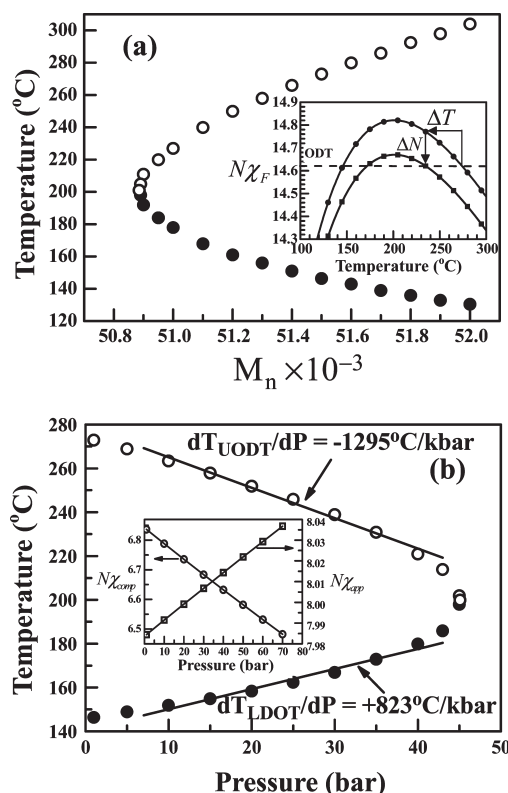 (a)
Temperature (°C)
300
280
260
240
220
200
180
160
140
120
50.8 51.0 51.2 51.4 51.6 51.8 52.0
Mn ×10⁻³
14.9
14.8
14.7
14.6
14.5
14.4
14.3
NχF
ODT
ΔT
ΔN
100 150 200 250 300
Temperature (°C)
(b)
Temperature (°C)
280
260
240
220
200
180
160
140
dTUODT/dP = -1295°C/kbar
dTLDOT/dP = +823°C/kbar
Nχcomp
6.8
6.7
6.6
6.5
Nχapp
8.04
8.03
8.02
8.01
8.00
7.99
7.98
0 10 20 30 40 50 60 70 80
Pressure (bar)
0 10 20 30 40 50
Pressure (bar)